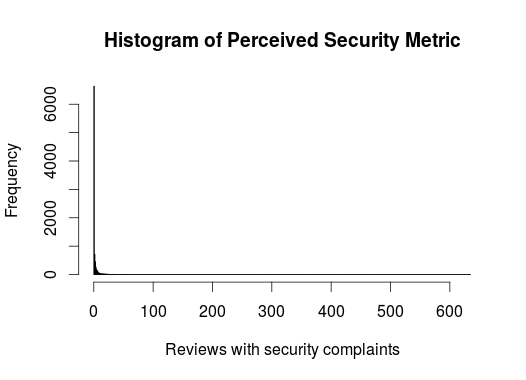 Histogram of Perceived Security Metric
Frequency
6000
4000
2000
0
0 100 200 300 400 500 600
Reviews with security complaints